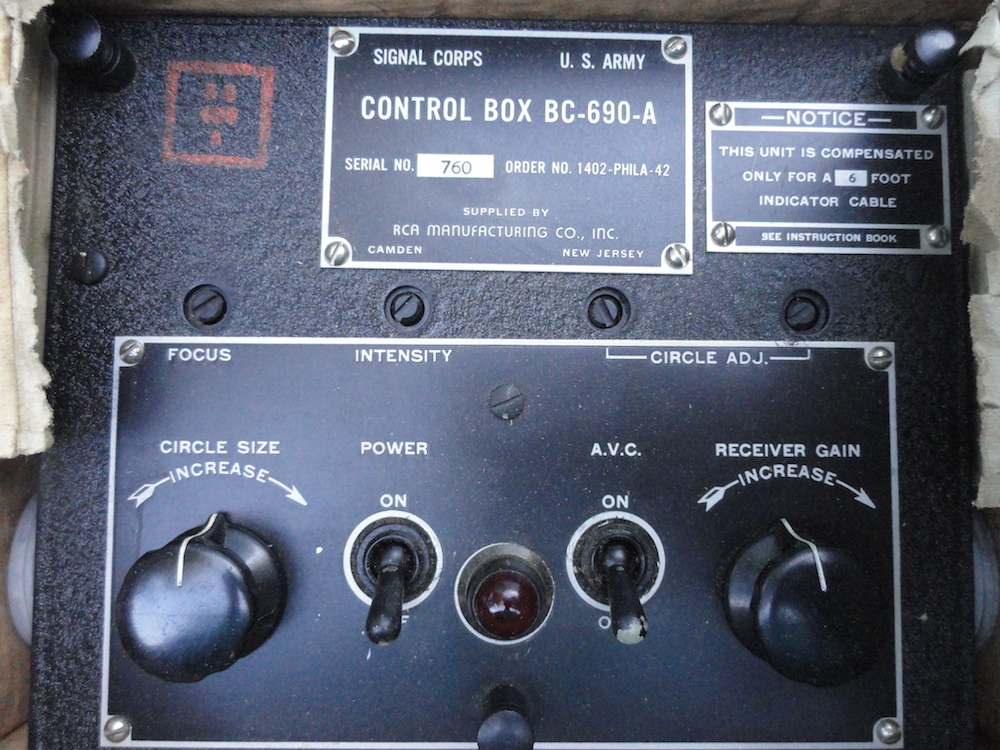 SIGNAL CORPS U. S. ARMY
CONTROL BOX BC-690-A
SERIAL NO. 760 ORDER NO. 1402-PHILA-42
SUPPLIED BY
RCA MANUFACTURING CO., INC.
CAMDEN NEW JERSEY
NOTICE
THIS UNIT IS COMPENSATED
ONLY FOR A 6 FOOT
INDICATOR CABLE
SEE INSTRUCTION BOOK
FOCUS INTENSITY CIRCLE ADJ.
CIRCLE SIZE
INCREASE
POWER
ON
A.V.C.
ON
RECEIVER GAIN
INCREASE